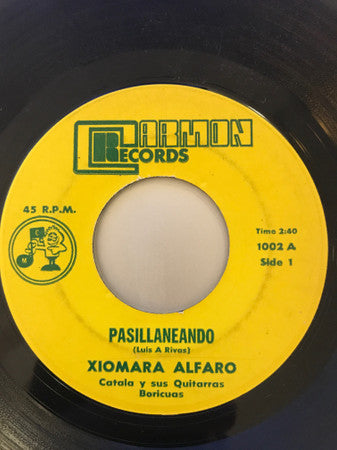 CARMON
RECORDS
45 R.P.M.
Time 2:40
1002 A
Side 1
C
M
PASILLANEANDO
(Luis A Rivas)
XIOMARA ALFARO
Catala y sus Quitarras
Boricuas